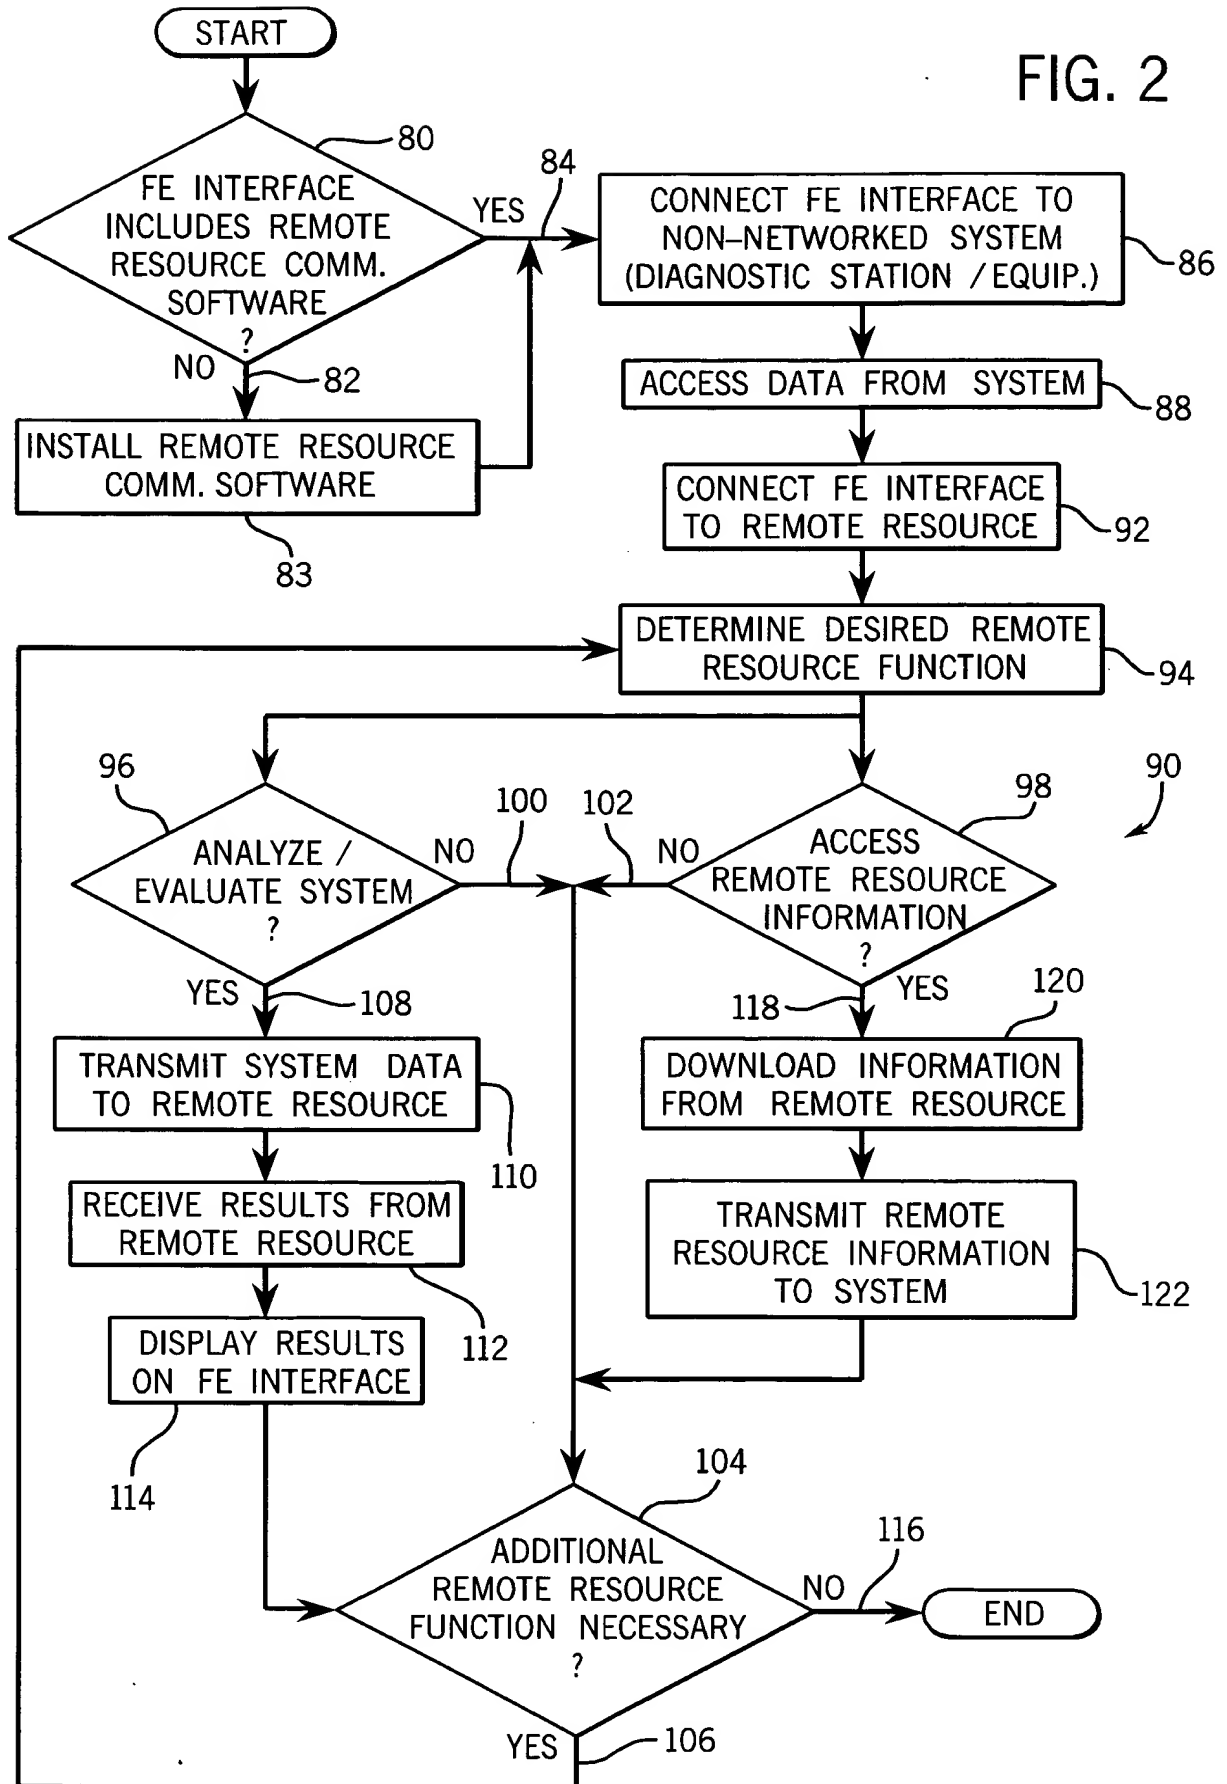 START
FIG. 2
80
FE INTERFACE
INCLUDES REMOTE
RESOURCE COMM.
SOFTWARE
?
YES
84
CONNECT FE INTERFACE TO
NON-NETWORKED SYSTEM
(DIAGNOSTIC STATION / EQUIP.)
86
NO
82
ACCESS DATA FROM SYSTEM
88
INSTALL REMOTE RESOURCE
COMM. SOFTWARE
83
CONNECT FE INTERFACE
TO REMOTE RESOURCE
92
DETERMINE DESIRED REMOTE
RESOURCE FUNCTION
94
96
ANALYZE /
EVALUATE SYSTEM
?
NO
100
102
NO
98
ACCESS
REMOTE RESOURCE
INFORMATION
?
90
YES
108
118
YES
120
TRANSMIT SYSTEM DATA
TO REMOTE RESOURCE
110
DOWNLOAD INFORMATION
FROM REMOTE RESOURCE
RECEIVE RESULTS FROM
REMOTE RESOURCE
112
TRANSMIT REMOTE
RESOURCE INFORMATION
TO SYSTEM
122
DISPLAY RESULTS
ON FE INTERFACE
114
104
ADDITIONAL
REMOTE RESOURCE
FUNCTION NECESSARY
?
NO
116
END
YES
106